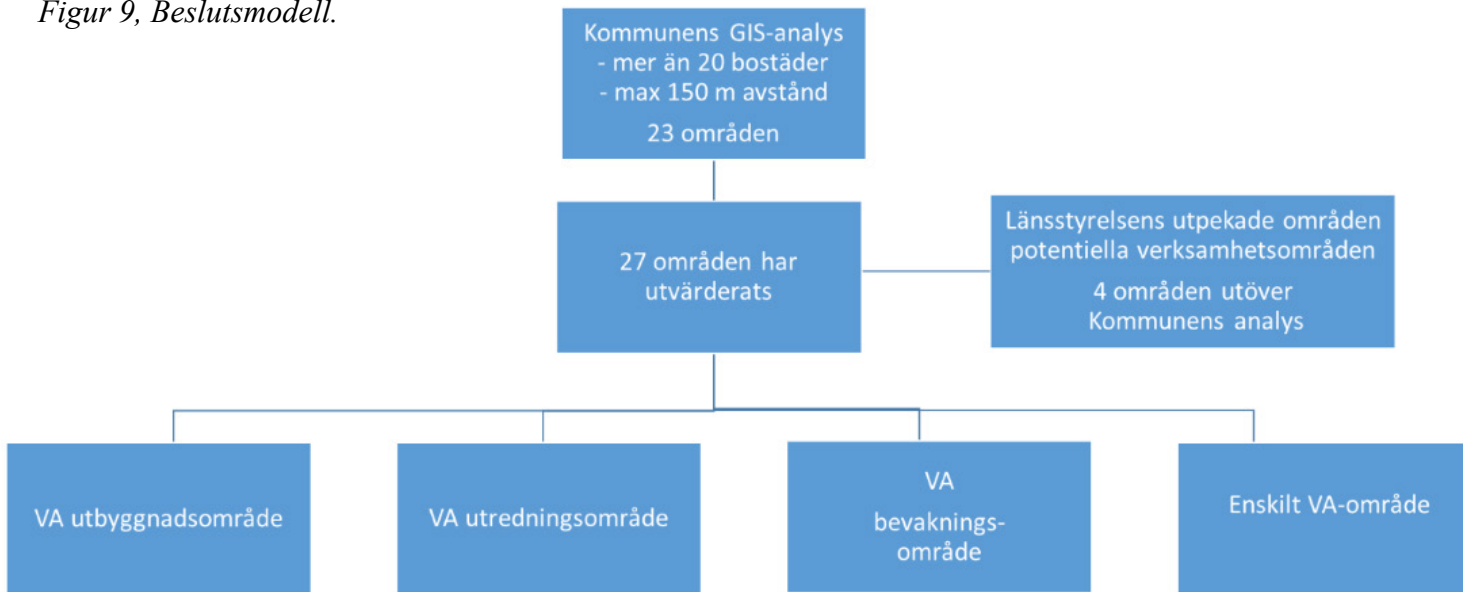 Figur 9, Beslutsmodell.
Kommunens GIS-analys
- mer än 20 bostäder
- max 150 m avstånd
23 områden
27 områden har
utvärderats
Länsstyrelsens utpekade områden
potentiella verksamhetsområden
4 områden utöver
Kommunens analys
VA utbyggnadsområde
VA utredningsområde
VA
bevaknings-
område
Enskilt VA-område